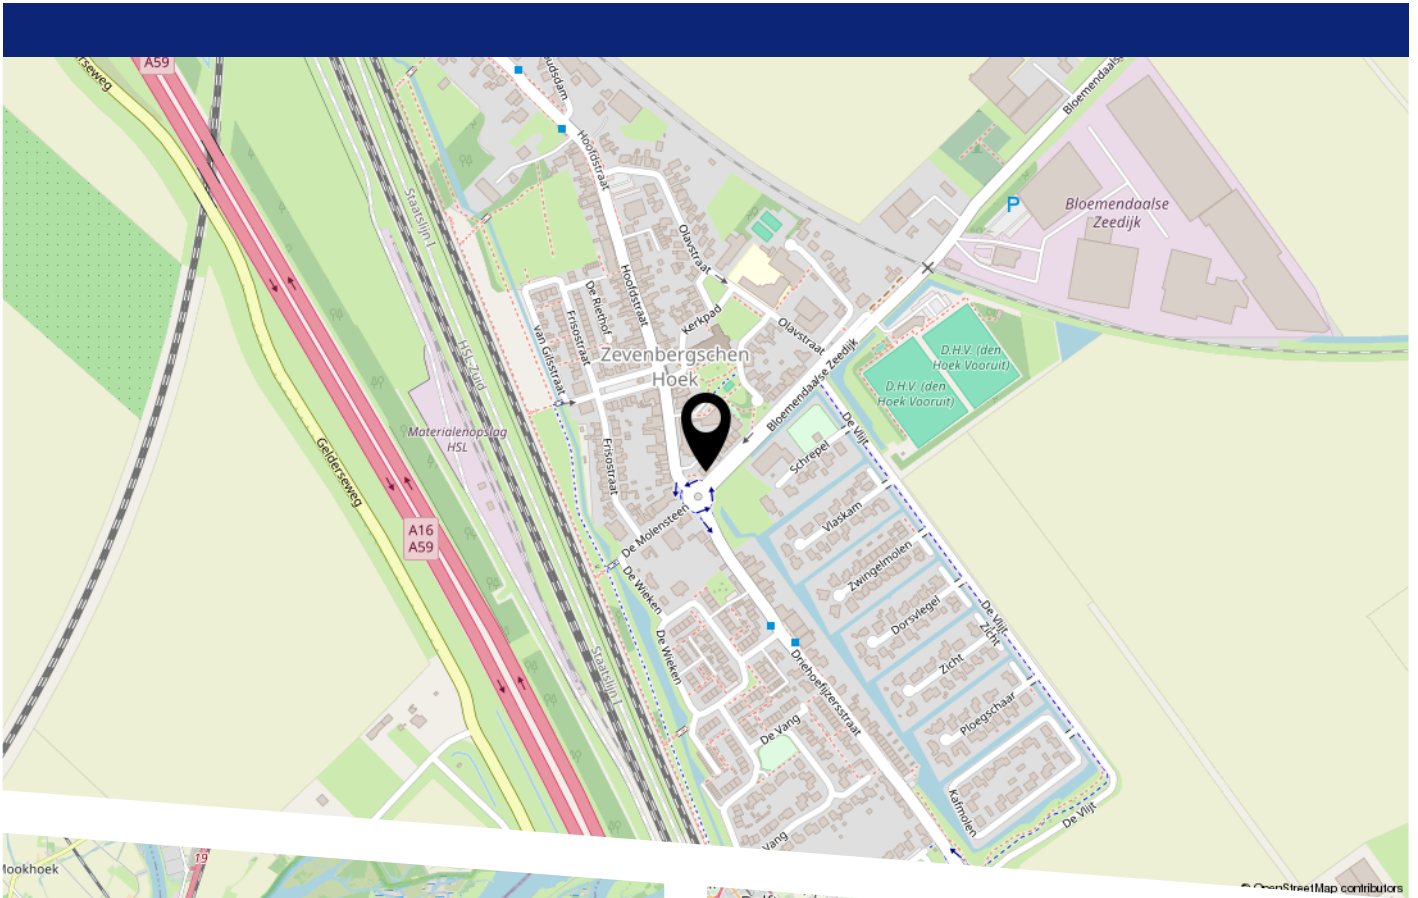 A59
oudsdam
Bloemendaals
Hoofdstraat
Staatslijn I
P
Bloemendaalse
Zeedijk
Olavstraat
Hoofdstraat
De Riethof
Frisostraat
Kerkpad
Olavstraat
van Gilsstraat
Zevenbergschen
Hoek
HSL-Zuid
Bloemendaalse Zeedijk
D.H.V. (den
Hoek Vooruit)
D.H.V. (den
Hoek Vooruit)
De Vlijt
Materialenopslag
HSL
Gelderseweg
Frisostraat
Schrepel
Vlaskam
A16
A59
De Molensteen
Zwingelmolen
De Wieken
Dorsvlegel
De Vlijt
Zicht
De Wieken
Zicht
Staatslijn I
Driehoefijzersstraat
Ploegschaar
De Vang
Kafmolen
De Vlijt
Vang
19
Mookhoek
© OpenStreetMap contributors